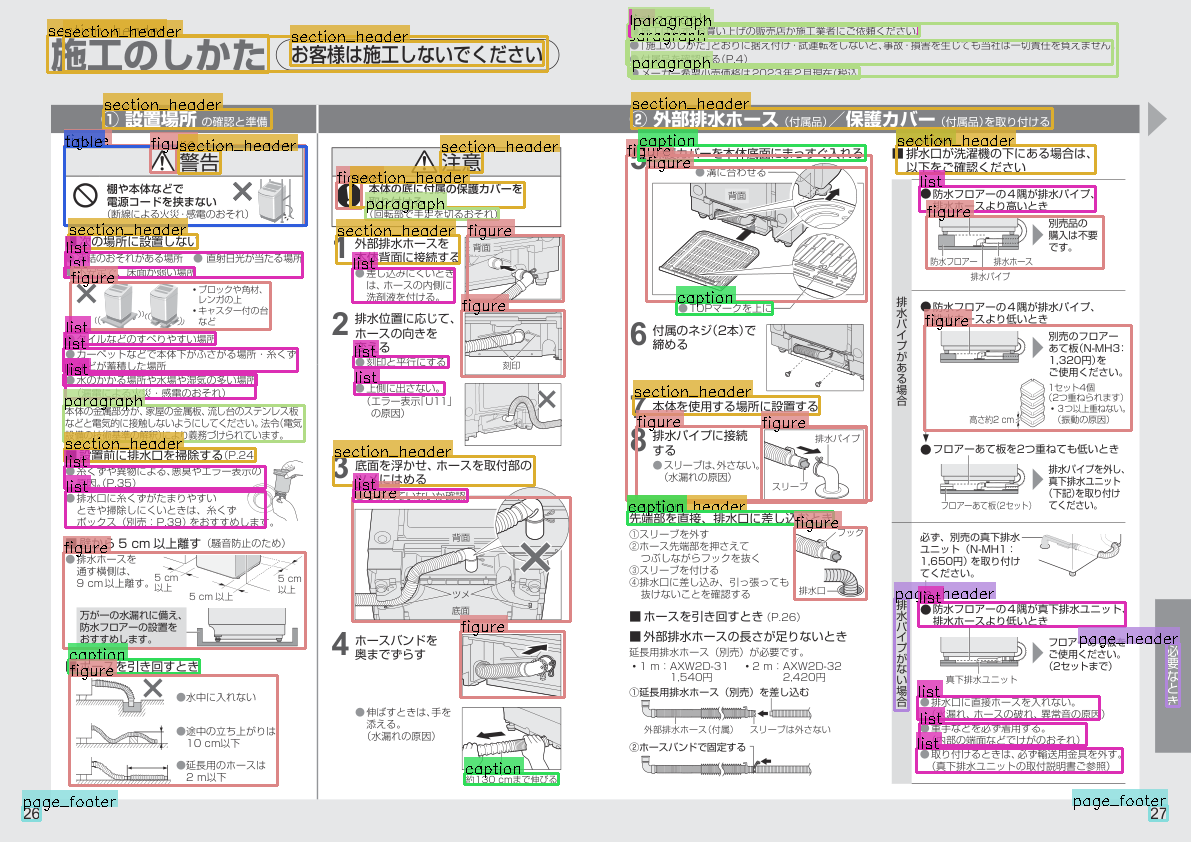 施工のしかた
お客様は施工しないでください
買い上げの販売店か施工業者にご依頼ください｡
●｢施工のしかた｣とおりに据え付け・試運転をしないと､事故・損害を生じても当社は一切責任を負えません
(P.4)
●メーカー希望小売価格は2023年2月現在(税込
① 設置場所 の確認と準備
警告
棚や本体などで
電源コードを挟まない
(断線による火災・感電のおそれ)
の場所に設置しない
のおそれがある場所
●直射日光が当たる場所
床面が弱い場所
・ブロックや角材､
レンガの上
・キャスター付の台
など
イルなどのすべりやすい場所
●カーペットなどで本体下がふさがる場所・糸くず
どが蓄積した場所
●水のかかる場所や水場や湿気の多い場所
火災・感電のおそれ)
本体の金属部分が､家屋の金属板､流し台のステンレス板
などと電気的に接触しないようにしてください｡法令(電気
より義務づけられています｡
設置前に排水口を掃除する(P.24
●糸くずや異物による､悪臭やエラー表示の
(P.35)
●排水口に糸くずがたまりやすい
ときや掃除しにくいときは､糸くず
ボックス (別売：P.39) をおすすめします｡
5 cm 以上離す (騒音防止のため)
●排水ホースを
通す横側は､
9 cm以上離す｡
5 cm
以上
5 cm以上
5 cm
以上
万が一の水漏れに備え､
防水フロアーの設置を
おすすめします｡
を引き回すとき
●水中に入れない
●途中の立ち上がりは
10 cm以下
●延長用のホースは
2 m以下
26
注意
本体の底に付属の保護カバーを
(回転部で手足を切るおそれ)
1 外部排水ホースを
背面に接続する
●差し込みにくいとき
は､ホースの内側に
洗剤液を付ける｡
背面
2 排水位置に応じて､
ホースの向きを
る
●刻印と平行にする
●上側に出さない｡
(エラー表示｢U11｣
の原因)
刻印
3 底面を浮かせ､ホースを取付部の
にはめる
ていないか確認
背面
ツメ
底面
4 ホースバンドを
奥までずらす
●伸ばすときは､手を
添える｡
(水漏れの原因)
約130 cmまで伸びる
② 外部排水ホース (付属品)／保護カバー (付属品)を取り付ける
5 カバーを本体底面にまっすぐ入れる
●溝に合わせる
背面
●TOPマークを上に
6 付属のネジ(2本)で
締める
7 本体を使用する場所に設置する
8 排水パイプに接続
する
●スリーブは､外さない｡
(水漏れの原因)
排水パイプ
スリーブ
先端部を直接､排水口に差し込むとき
①スリーブを外す
②ホース先端部を押さえて
つぶしながらフックを抜く
③スリーブを付ける
④排水口に差し込み､引っ張っても
抜けないことを確認する
フック
排水口
■ ホースを引き回すとき (P.26)
■ 外部排水ホースの長さが足りないとき
延長用排水ホース (別売) が必要です｡
・1 m：AXW2D-31
1,540円
・2 m：AXW2D-32
2,420円
①延長用排水ホース (別売) を差し込む
外部排水ホース(付属)
スリーブは外さない
②ホースバンドで固定する
■ 排水口が洗濯機の下にある場合は､
以下をご確認ください
排水パイプがある場合
●防水フロアーの4隅が排水パイプ､
排水ホースより高いとき
別売品の
購入は不要
です｡
防水フロアー
排水ホース
排水パイプ
●防水フロアーの4隅が排水パイプ､
ースより低いとき
別売のフロアー
あて板(N-MH3：
1,320円)を
ご使用ください｡
1セット4個
(2つ重ねられます)
・3つ以上重ねない｡
(振動の原因)
高さ約2 cm
●フロアーあて板を2つ重ねても低いとき
排水パイプを外し､
真下排水ユニット
(下記)を取り付け
てください｡
フロアーあて板(2セット)
排水パイプがない場合
必ず､別売の真下排水
ユニット (N-MH1：
1,650円) を取り付け
てください｡
●防水フロアーの4隅が真下排水ユニット､
排水ホースより低いとき
フロアー
ご使用ください｡
(2セットまで)
真下排水ユニット
●排水口に直接ホースを入れない｡
漏れ､ホースの破れ､異常音の原因)
●軍手などを必ず着用する｡
内部の端面などでけがのおそれ)
●取り付けるときは､必ず輸送用金具を外す｡
(真下排水ユニットの取付説明書ご参照)
必要なとき
27
section_header
paragraph
figure
table
list
caption
page_header
page_footer